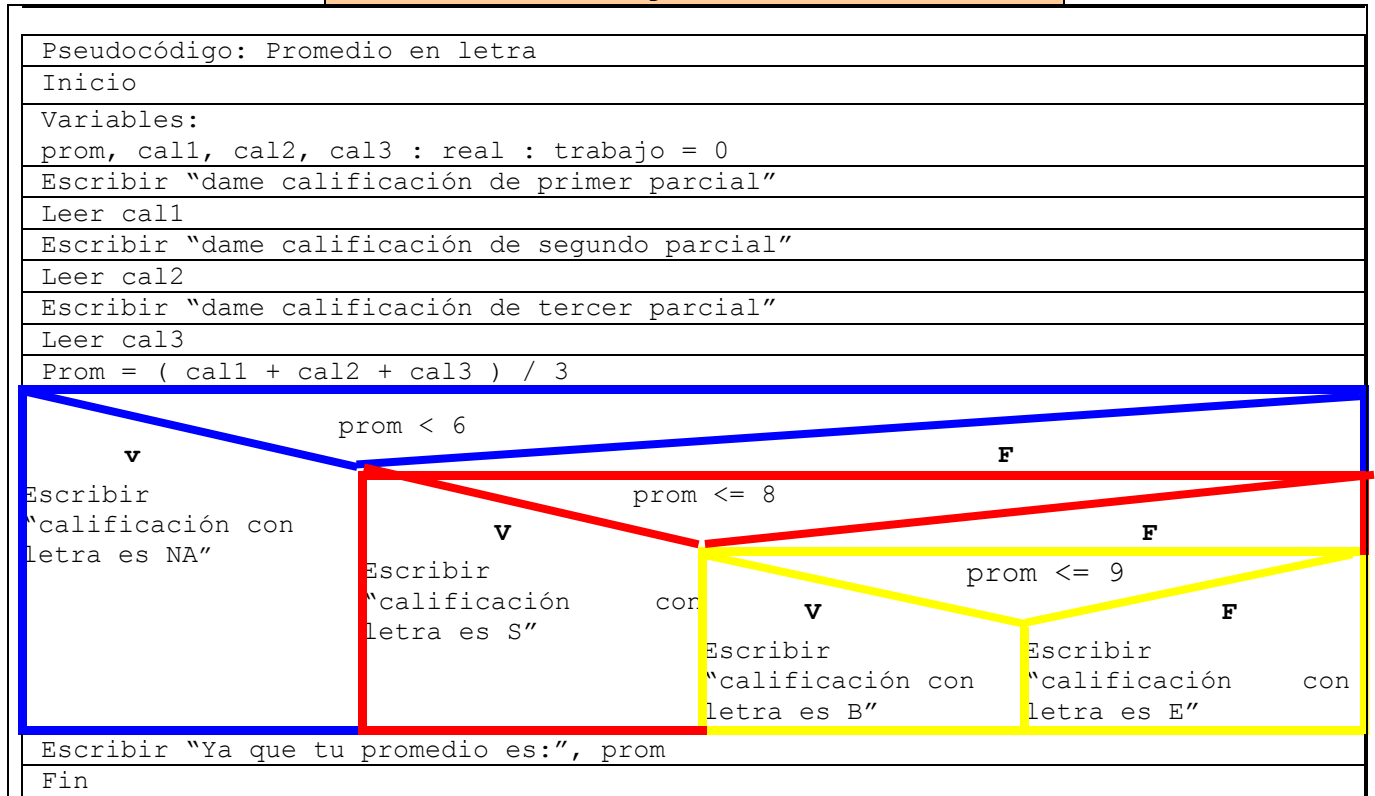 Pseudocódigo: Promedio en letra
Inicio
Variables:
prom, cal1, cal2, cal3 : real : trabajo = 0
Escribir “dame calificación de primer parcial”
Leer cal1
Escribir “dame calificación de segundo parcial”
Leer cal2
Escribir “dame calificación de tercer parcial”
Leer cal3
Prom = ( cal1 + cal2 + cal3 ) / 3
prom < 6
v
F
Escribir
“calificación con
letra es NA”
prom <= 8
V
F
Escribir
“calificación con
letra es S”
prom <= 9
V
F
Escribir
“calificación con
letra es B”
Escribir
“calificación con
letra es E”
Escribir “Ya que tu promedio es:”, prom
Fin